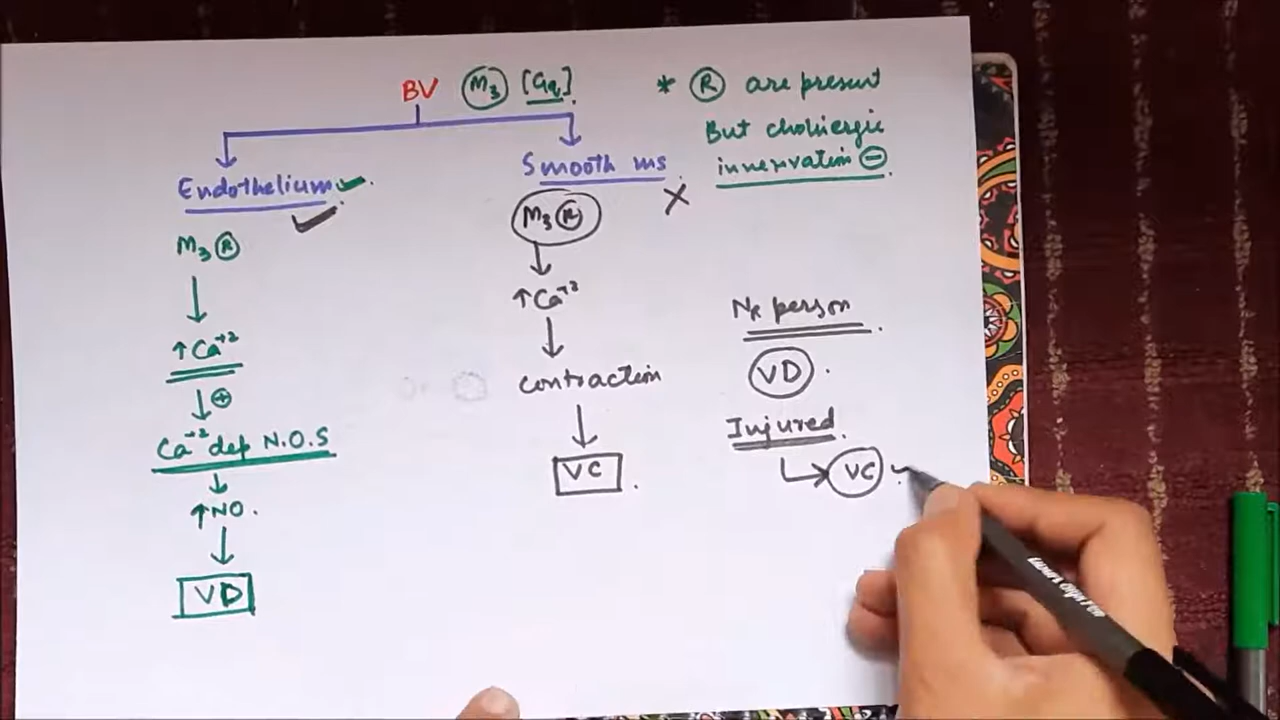 BV M₃ [Gq].
* R are present
But cholinergic
innervation ⊖.
Endothelium ✓.
Smooth ms.
✓
X
M₃ R
M₃ R
↑Ca⁺²
↑Ca⁺²
⊕
contraction
Ca⁺² dep N.O.S
VC.
↑NO.
VD
Nr person.
VD.
Injured.
VC